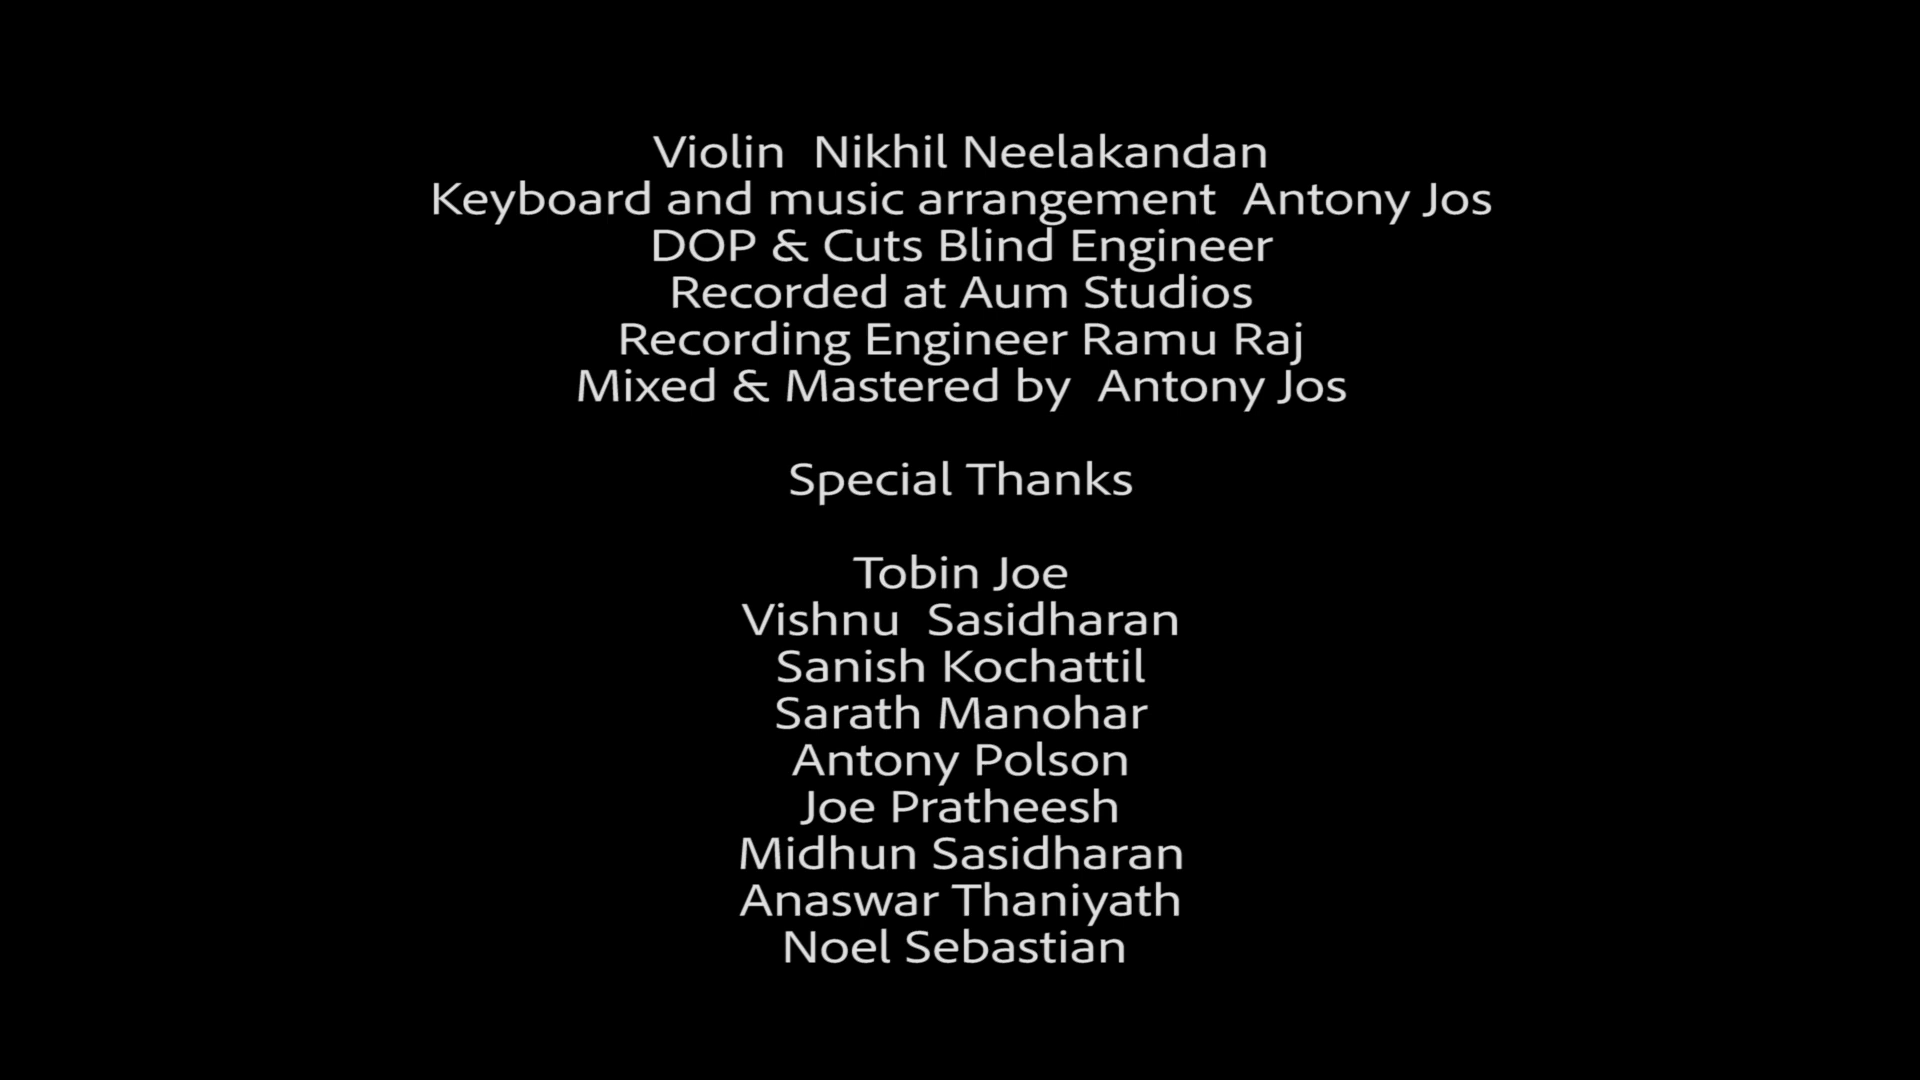 Violin  Nikhil Neelakandan
Keyboard and music arrangement  Antony Jos
DOP & Cuts Blind Engineer
Recorded at Aum Studios
Recording Engineer Ramu Raj
Mixed & Mastered by  Antony Jos
Special Thanks
Tobin Joe
Vishnu  Sasidharan
Sanish Kochattil
Sarath Manohar
Antony Polson
Joe Pratheesh
Midhun Sasidharan
Anaswar Thaniyath
Noel Sebastian